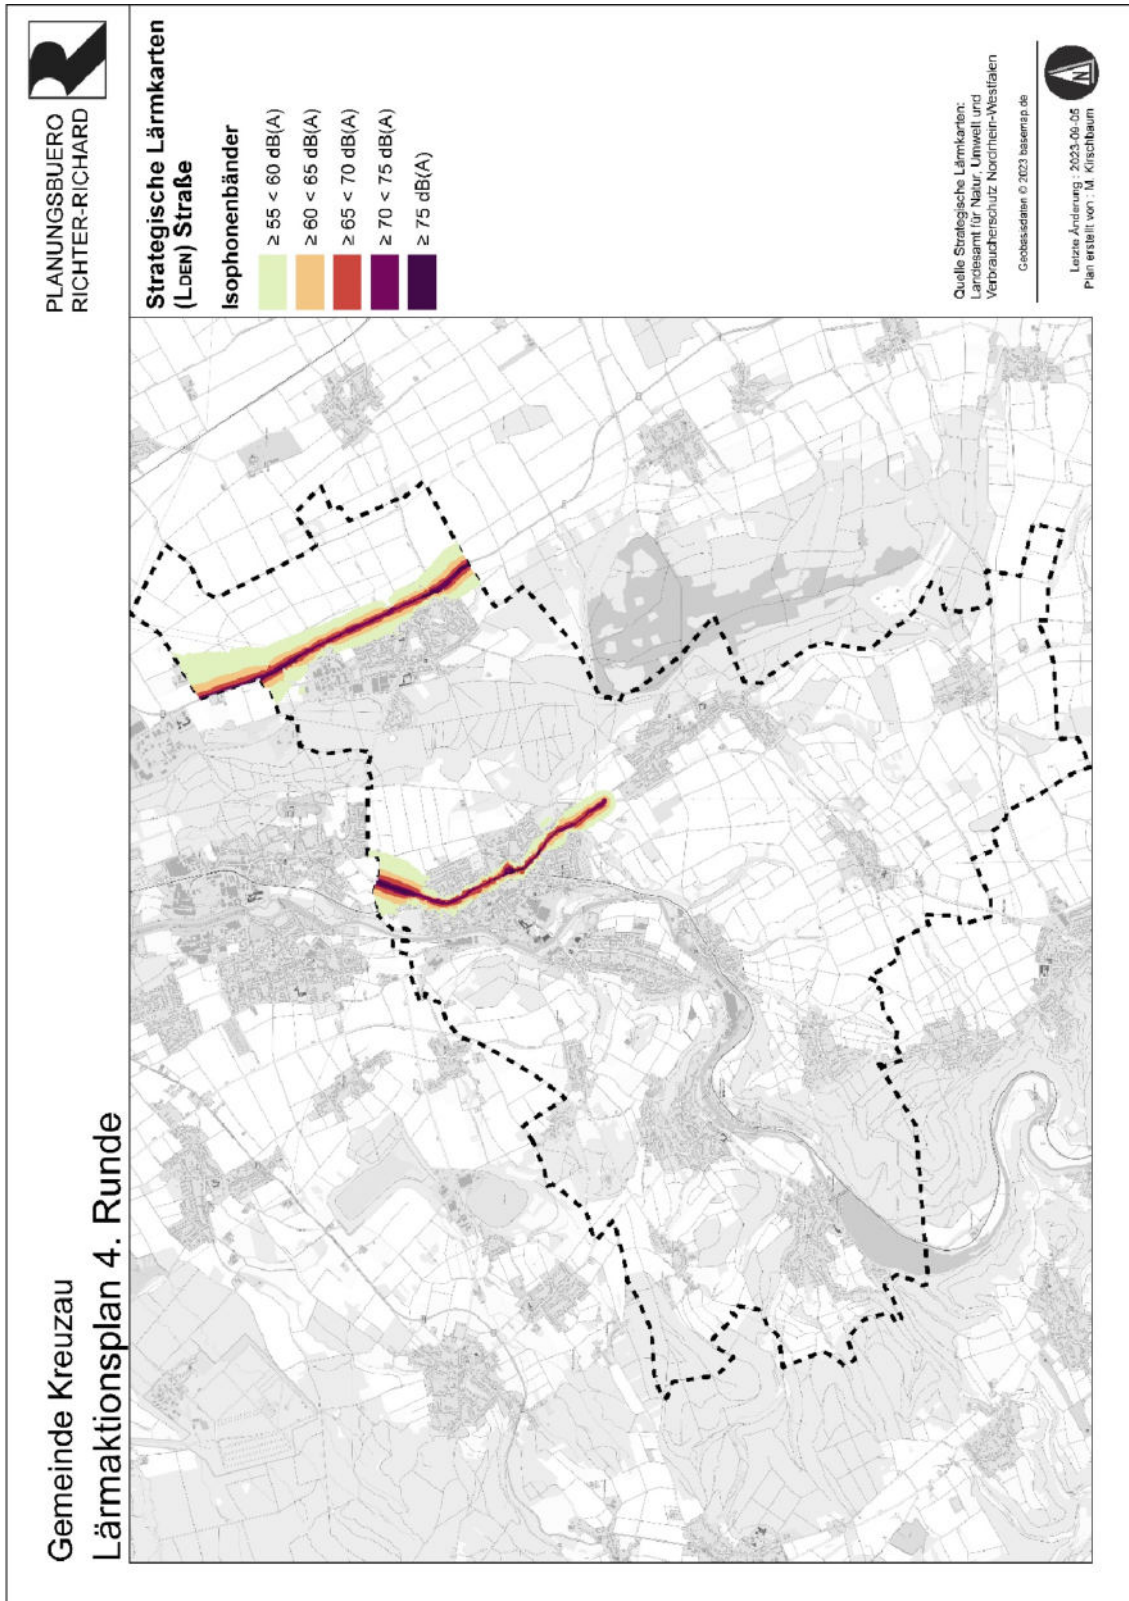 Gemeinde Kreuzau
Lärmaktionsplan 4. Runde
PLANUNGSBUERO
RICHTER-RICHARD
Strategische Lärmkarten
(LDEN) Straße
Isophonenbänder
≥ 55 < 60 dB(A)
≥ 60 < 65 dB(A)
≥ 65 < 70 dB(A)
≥ 70 < 75 dB(A)
≥ 75 dB(A)
Quelle Strategische Lärmkarten:
Landesamt für Natur, Umwelt und
Verbraucherschutz Nordrhein-Westfalen
Geobasisdaten © 2023 basemap.de
Letzte Änderung : 2023-09-05
Plan erstellt von : M. Kirschbaum
N